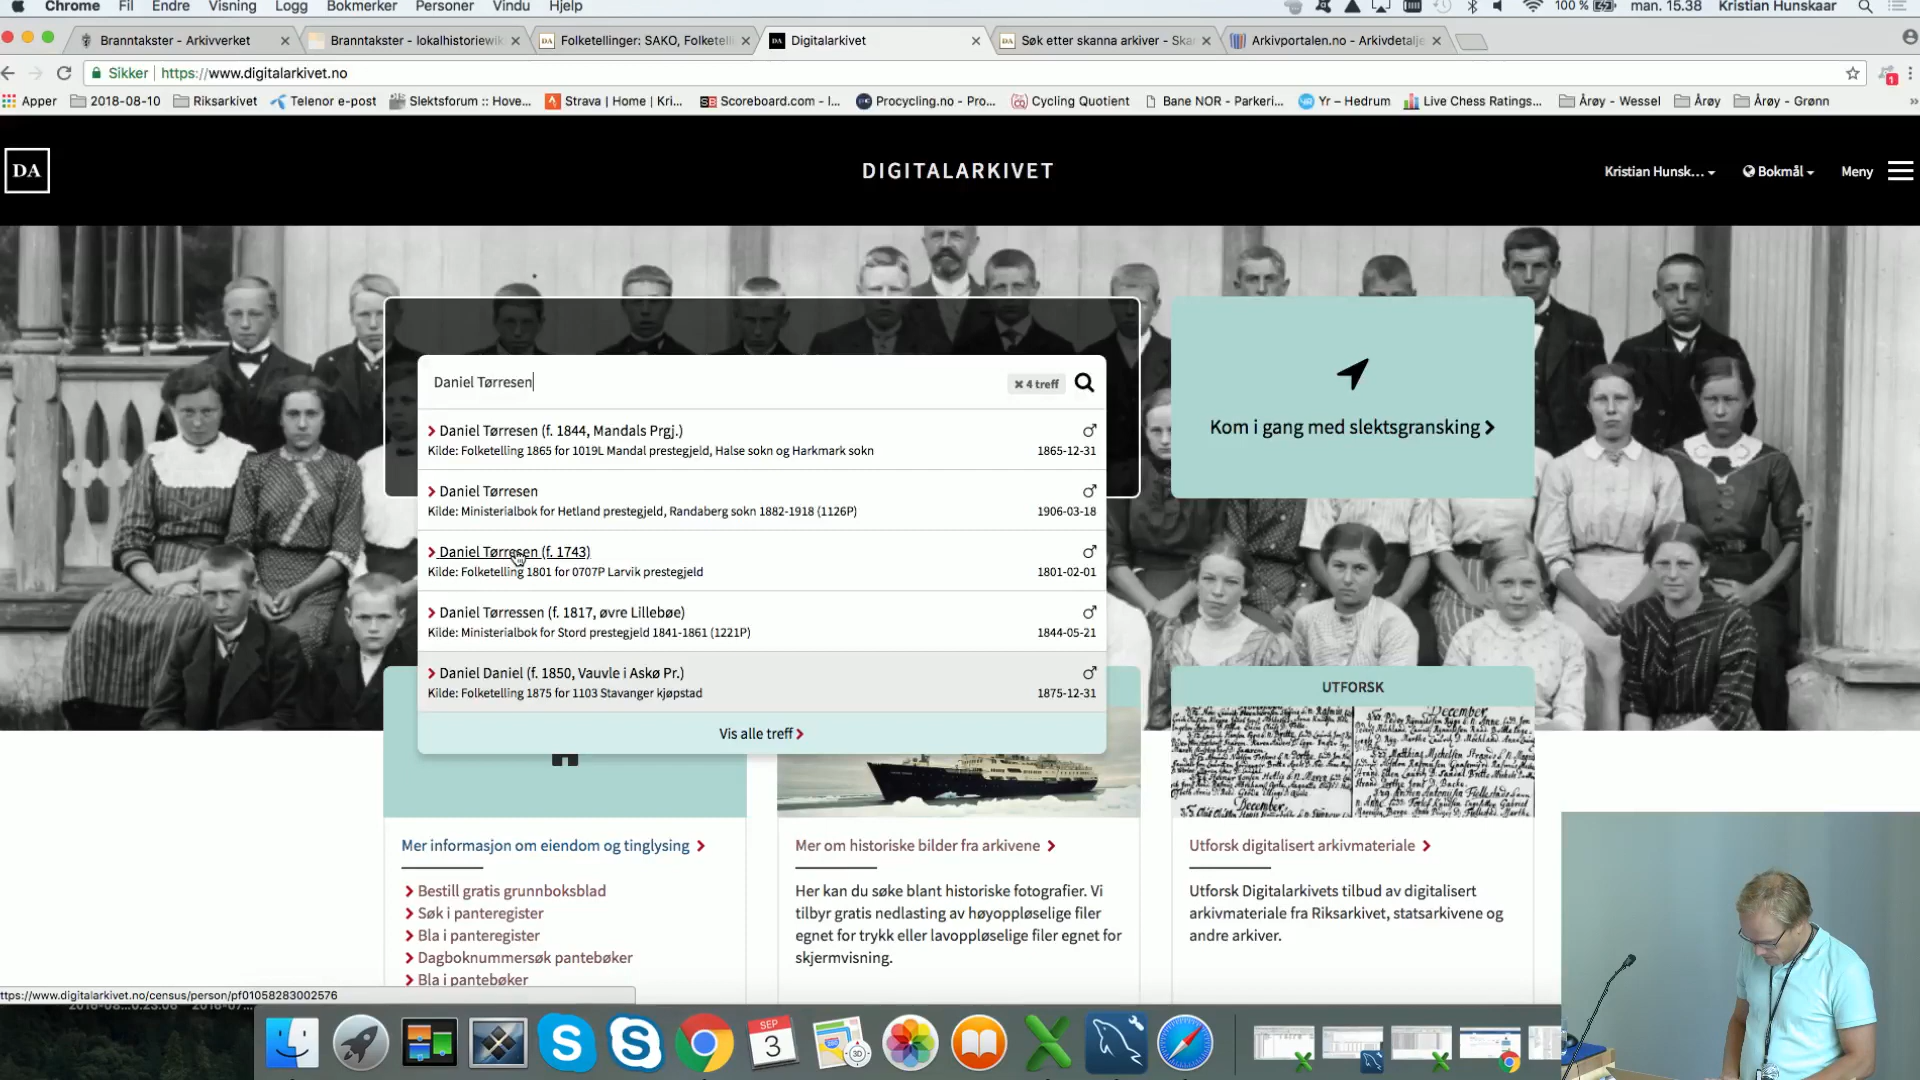 Chrome Fil Endre Visning Logg Bokmerker Personer Vindu Hjelp 100 % man. 15.38 Kristian Hunskaar
Branntakster - Arkivverket
Branntakster - lokalhistoriewik
Folketellinger: SAKO, Folketelli
Digitalarkivet
Søk etter skanna arkiver - Ska
Arkivportalen.no - Arkivdetalje
Sikker https://www.digitalarkivet.no
Apper 2018-08-10 Riksarkivet Telenor e-post Slektsforum :: Hove... Strava | Home | Kri... Scoreboard.com - l... Procycling.no - Pro... Cycling Quotient Bane NOR - Parkeri... Yr – Hedrum Live Chess Ratings... Årøy - Wessel Årøy Årøy - Grønn
DA
DIGITALARKIVET
Kristian Hunsk... Bokmål Meny
Daniel Tørresen
4 treff
Daniel Tørresen (f. 1844, Mandals Prgj.)
Kilde: Folketelling 1865 for 1019L Mandal prestegjeld, Halse sokn og Harkmark sokn 1865-12-31
Daniel Tørresen
Kilde: Ministerialbok for Hetland prestegjeld, Randaberg sokn 1882-1918 (1126P) 1906-03-18
Daniel Tørresen (f. 1743)
Kilde: Folketelling 1801 for 0707P Larvik prestegjeld 1801-02-01
Daniel Tørressen (f. 1817, øvre Lillebøe)
Kilde: Ministerialbok for Stord prestegjeld 1841-1861 (1221P) 1844-05-21
Daniel Daniel (f. 1850, Vauvle i Askø Pr.)
Kilde: Folketelling 1875 for 1103 Stavanger kjøpstad 1875-12-31
Vis alle treff
Kom i gang med slektsgransking
UTFORSK
December
December
Mer informasjon om eiendom og tinglysing
Bestill gratis grunnboksblad
Søk i panteregister
Bla i panteregister
Dagboknummersøk pantebøker
Bla i pantebøker
Mer om historiske bilder fra arkivene
Her kan du søke blant historiske fotografier. Vi
tilbyr gratis nedlasting av høyoppløselige filer
egnet for trykk eller lavoppløselige filer egnet for
skjermvisning.
Utforsk digitalisert arkivmateriale
Utforsk Digitalarkivets tilbud av digitalisert
arkivmateriale fra Riksarkivet, statsarkivene og
andre arkiver.
ttps://www.digitalarkivet.no/census/person/pf01058283002576
SEP
3
3D